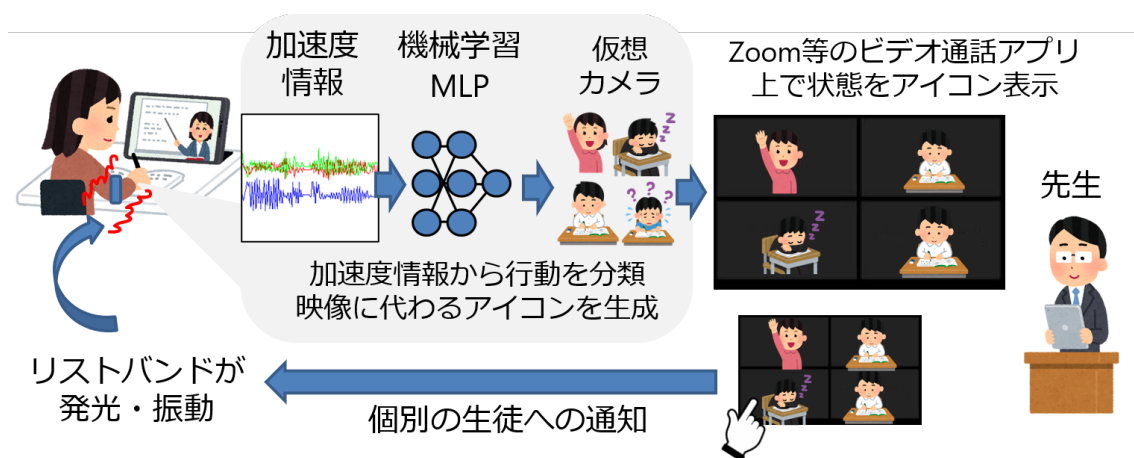 加速度
情報
機械学習
MLP
仮想
カメラ
Zoom等のビデオ通話アプリ
上で状態をアイコン表示
先生
加速度情報から行動を分類
映像に代わるアイコンを生成
リストバンドが
発光・振動
個別の生徒への通知